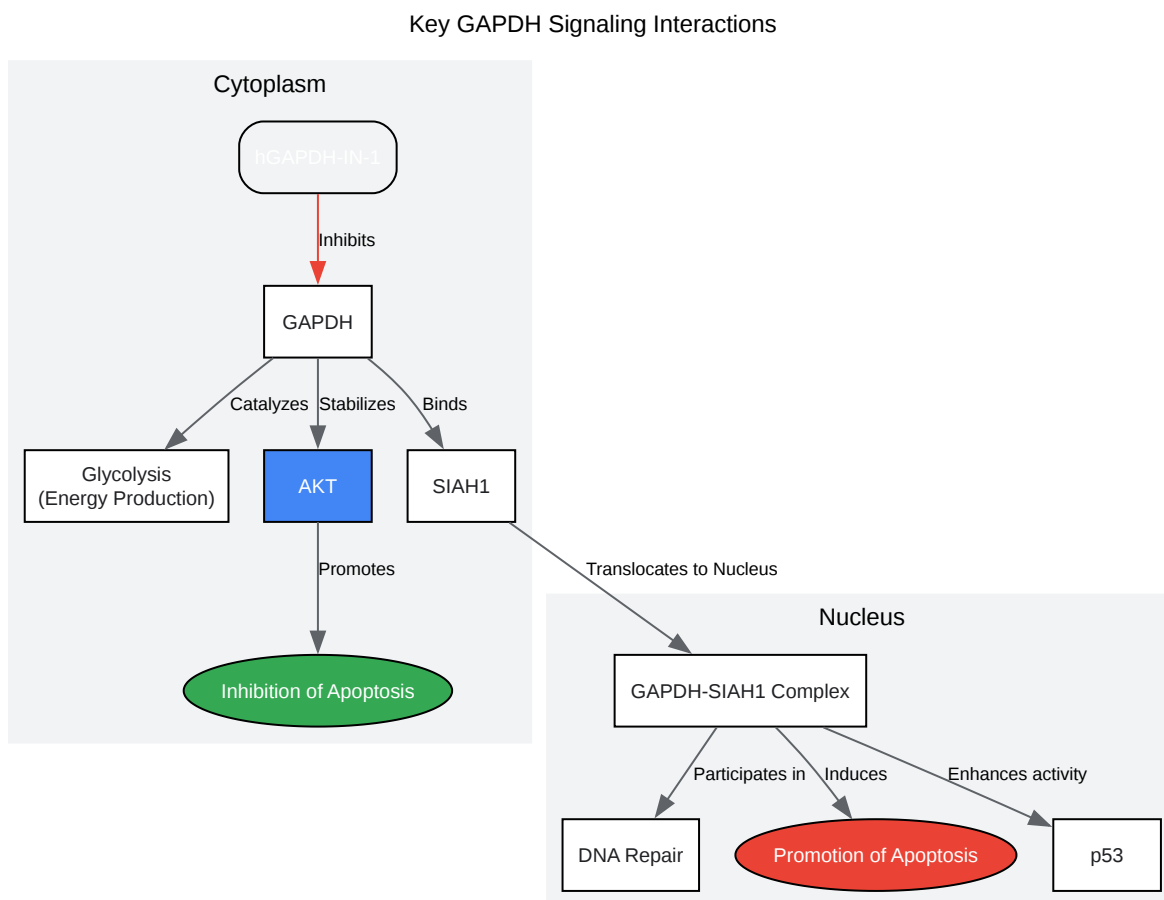 Key GAPDH Signaling Interactions
Cytoplasm
hGAPDH-IN-1
Inhibits
GAPDH
Catalyzes
Stabilizes
Binds
Glycolysis
(Energy Production)
AKT
SIAH1
Promotes
Translocates to Nucleus
Nucleus
Inhibition of Apoptosis
GAPDH-SIAH1 Complex
Participates in
Induces
Enhances activity
DNA Repair
Promotion of Apoptosis
p53